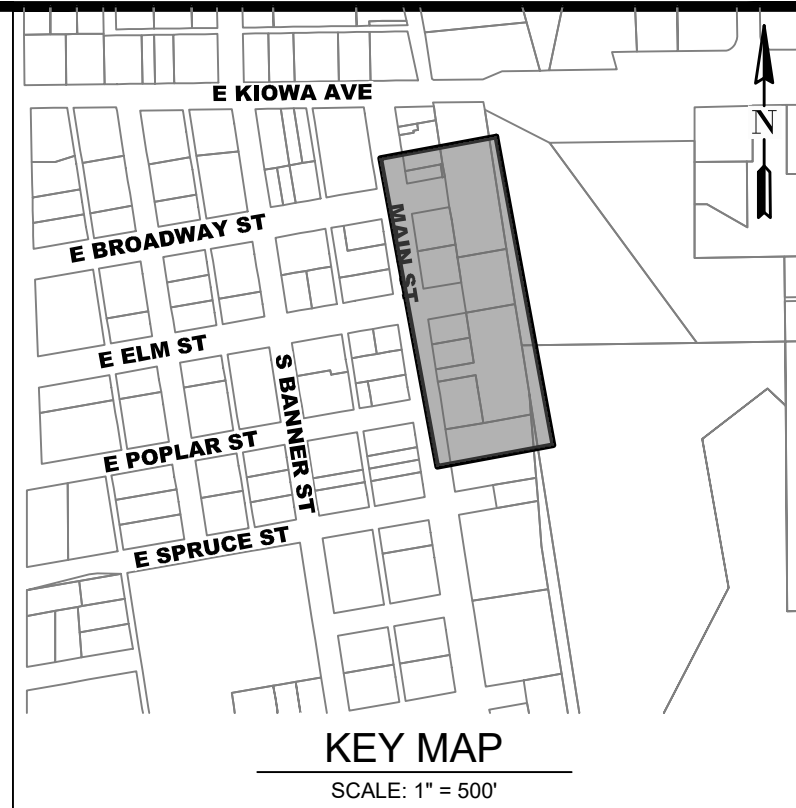 E KIOWA AVE
N
MAIN ST
E BROADWAY ST
E ELM ST
S BANNER ST
E POPLAR ST
E SPRUCE ST
KEY MAP
SCALE: 1" = 500'